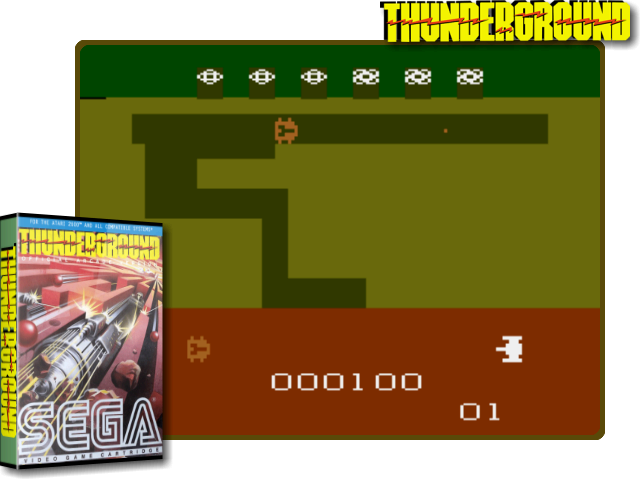 THUNDERGROUND
FOR THE ATARI 2600™ AND ALL COMPATIBLE SYSTEMS*
THUNDERGROUND
THUNDERGROUND
SEGA
VIDEO GAME CARTRIDGE
000100
01